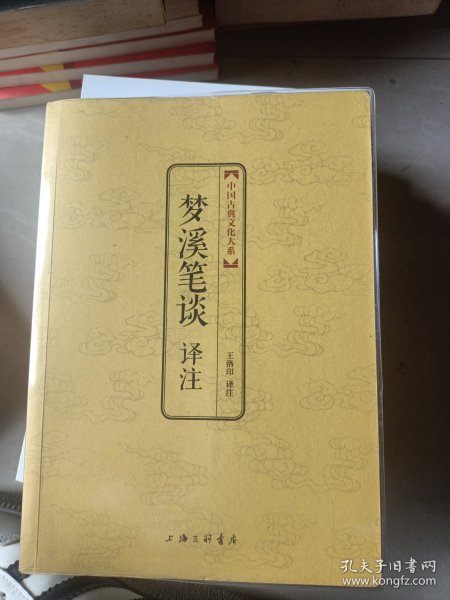 【中国古典文化大系】
梦溪笔谈 译注
王洛印 译注
上海三联书店
孔夫子旧书网
www.kongfz.com